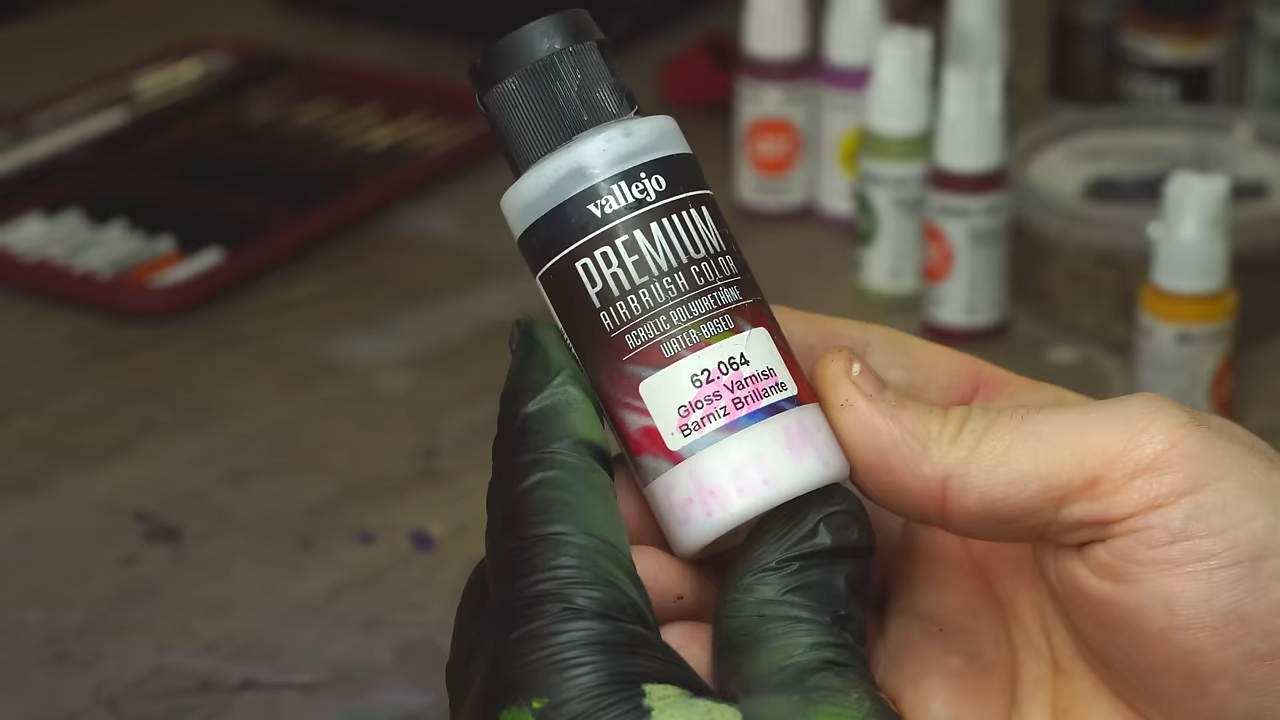 vallejo
PREMIUM
AIRBRUSH COLOR
ACRYLIC POLYURETHANE
WATER-BASED
62.064
Gloss Varnish
Barniz Brillante